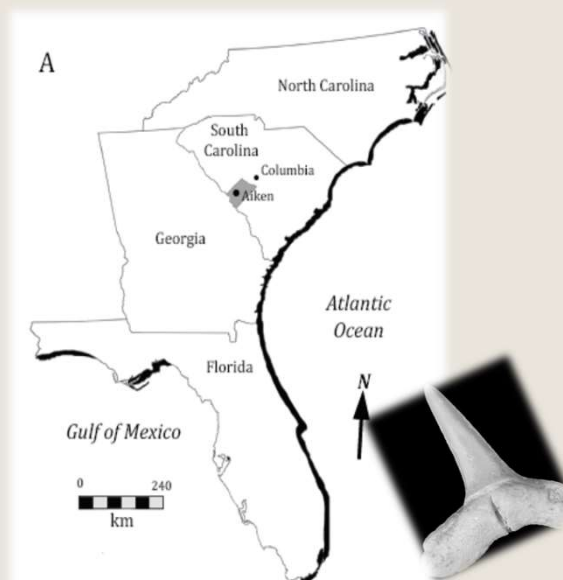 A
North Carolina
South
Carolina
Columbia
Aiken
Georgia
Atlantic
Ocean
Florida
N
Gulf of Mexico
0 240
km